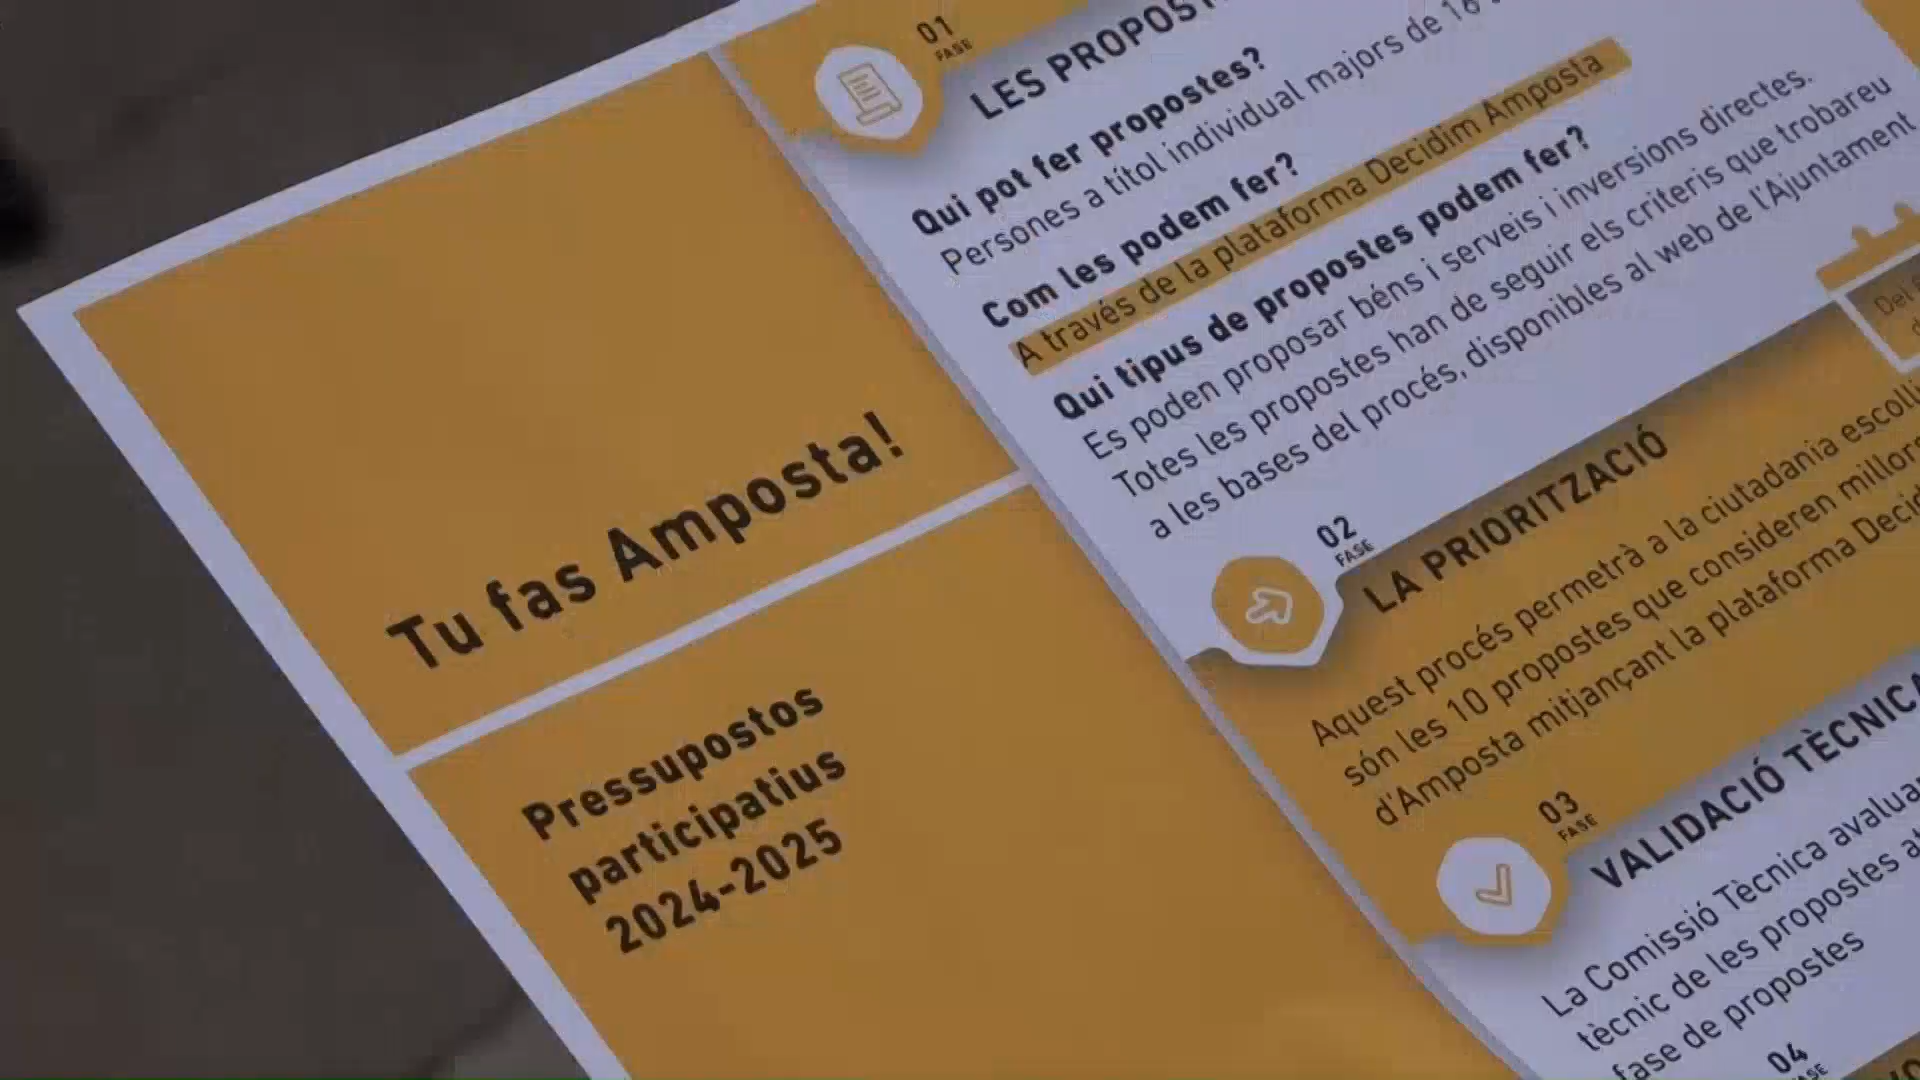 Tu fas Amposta!
Pressupostos
participatius
2024-2025
01
FASE
LES
Qui pot fer propostes?
Persones a títol individual majors de 16
Com les podem fer?
A través de la plataforma Decidim Amposta
Qui tipus de propostes podem fer?
Es poden proposar béns i serveis i inversions directes.
Totes les propostes han de seguir els criteris que trobareu
a les bases del procés, disponibles al web de l'Ajuntament
Del
02
FASE
LA PRIORITZACIÓ
Aquest procés permetrà a la ciutadania
són les 10 propostes que consideren
d'Amposta mitjançant la plataforma
03
FASE
VALIDACIÓ TÈCNICA
La Comissió Tècnica
tècnic de les propostes
fase de propostes
04